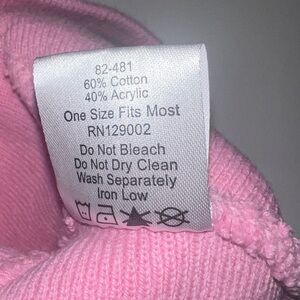 82-481
60% Cotton
40% Acrylic
One Size Fits Most
RN129002
Do Not Bleach
Do Not Dry Clean
Wash Separately
Iron Low